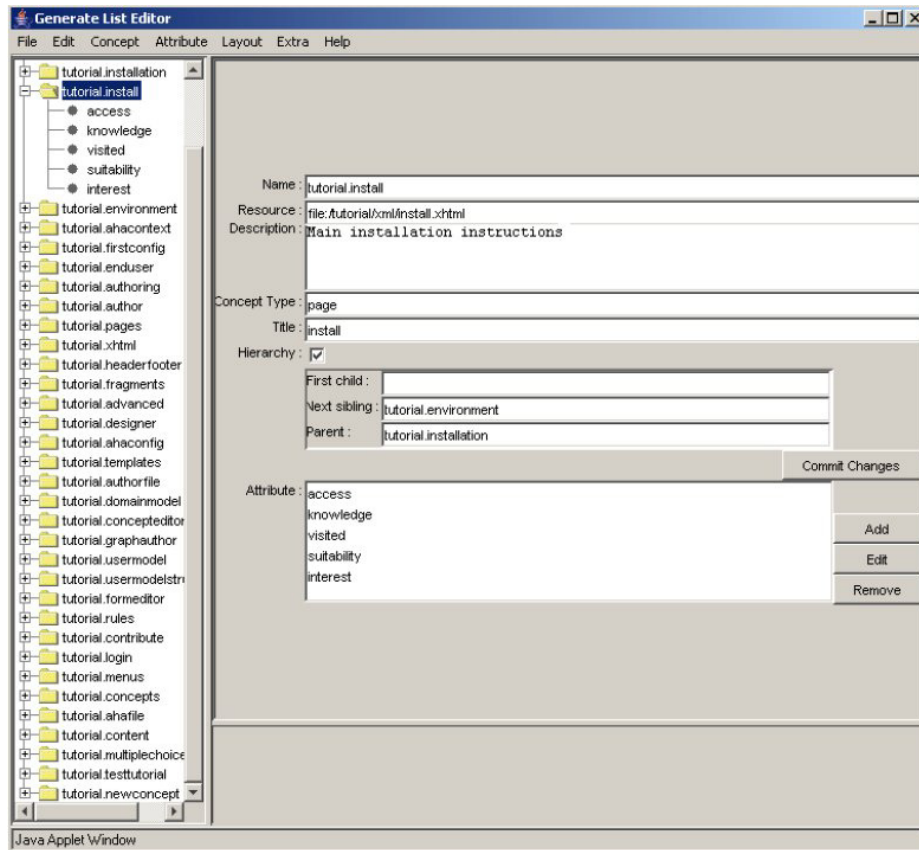 Generate List Editor
File Edit Concept Attribute Layout Extra Help
tutorial.installation
tutorial.install
access
knowledge
visited
suitability
interest
tutorial.environment
tutorial.ahacontext
tutorial.firstconfig
tutorial.enduser
tutorial.authoring
tutorial.author
tutorial.pages
tutorial.xhtml
tutorial.headerfooter
tutorial.fragments
tutorial.advanced
tutorial.designer
tutorial.ahaconfig
tutorial.templates
tutorial.authorfile
tutorial.domainmodel
tutorial.concepteditor
tutorial.graphauthor
tutorial.usermodel
tutorial.usermodelstr
tutorial.formeditor
tutorial.rules
tutorial.contribute
tutorial.login
tutorial.menus
tutorial.concepts
tutorial.ahafile
tutorial.content
tutorial.multiplechoice
tutorial.testtutorial
tutorial.newconcept
Name : tutorial.install
Resource : file:/tutorial/xml/install.xhtml
Description : Main installation instructions
Concept Type : page
Title : install
Hierarchy :
First child :
Next sibling : tutorial.environment
Parent : tutorial.installation
Commit Changes
Attribute : access
knowledge
visited
suitability
interest
Add
Edit
Remove
Java Applet Window